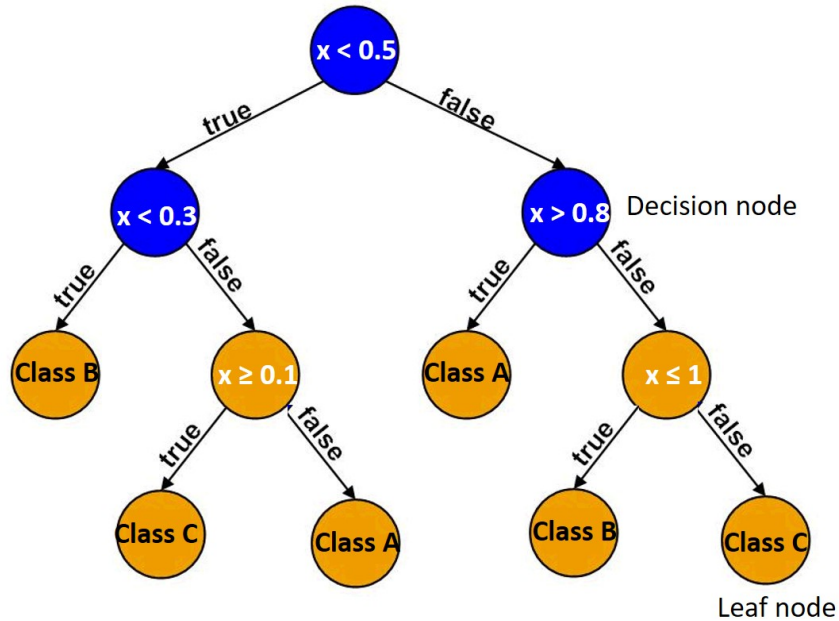 x < 0.5
true
false
x < 0.3
x > 0.8
Decision node
true
false
true
false
Class B
x ≥ 0.1
Class A
x ≤ 1
true
false
true
false
Class C
Class A
Class B
Class C
Leaf node